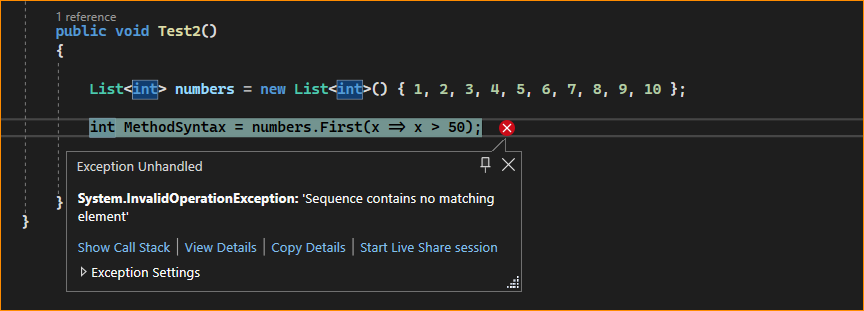 1 reference
public void Test2()
{
List<int> numbers = new List<int>() { 1, 2, 3, 4, 5, 6, 7, 8, 9, 10 };
int MethodSyntax = numbers.First(x => x > 50);
Exception Unhandled
System.InvalidOperationException: 'Sequence contains no matching
element'
Show Call Stack | View Details | Copy Details | Start Live Share session
Exception Settings
}
}